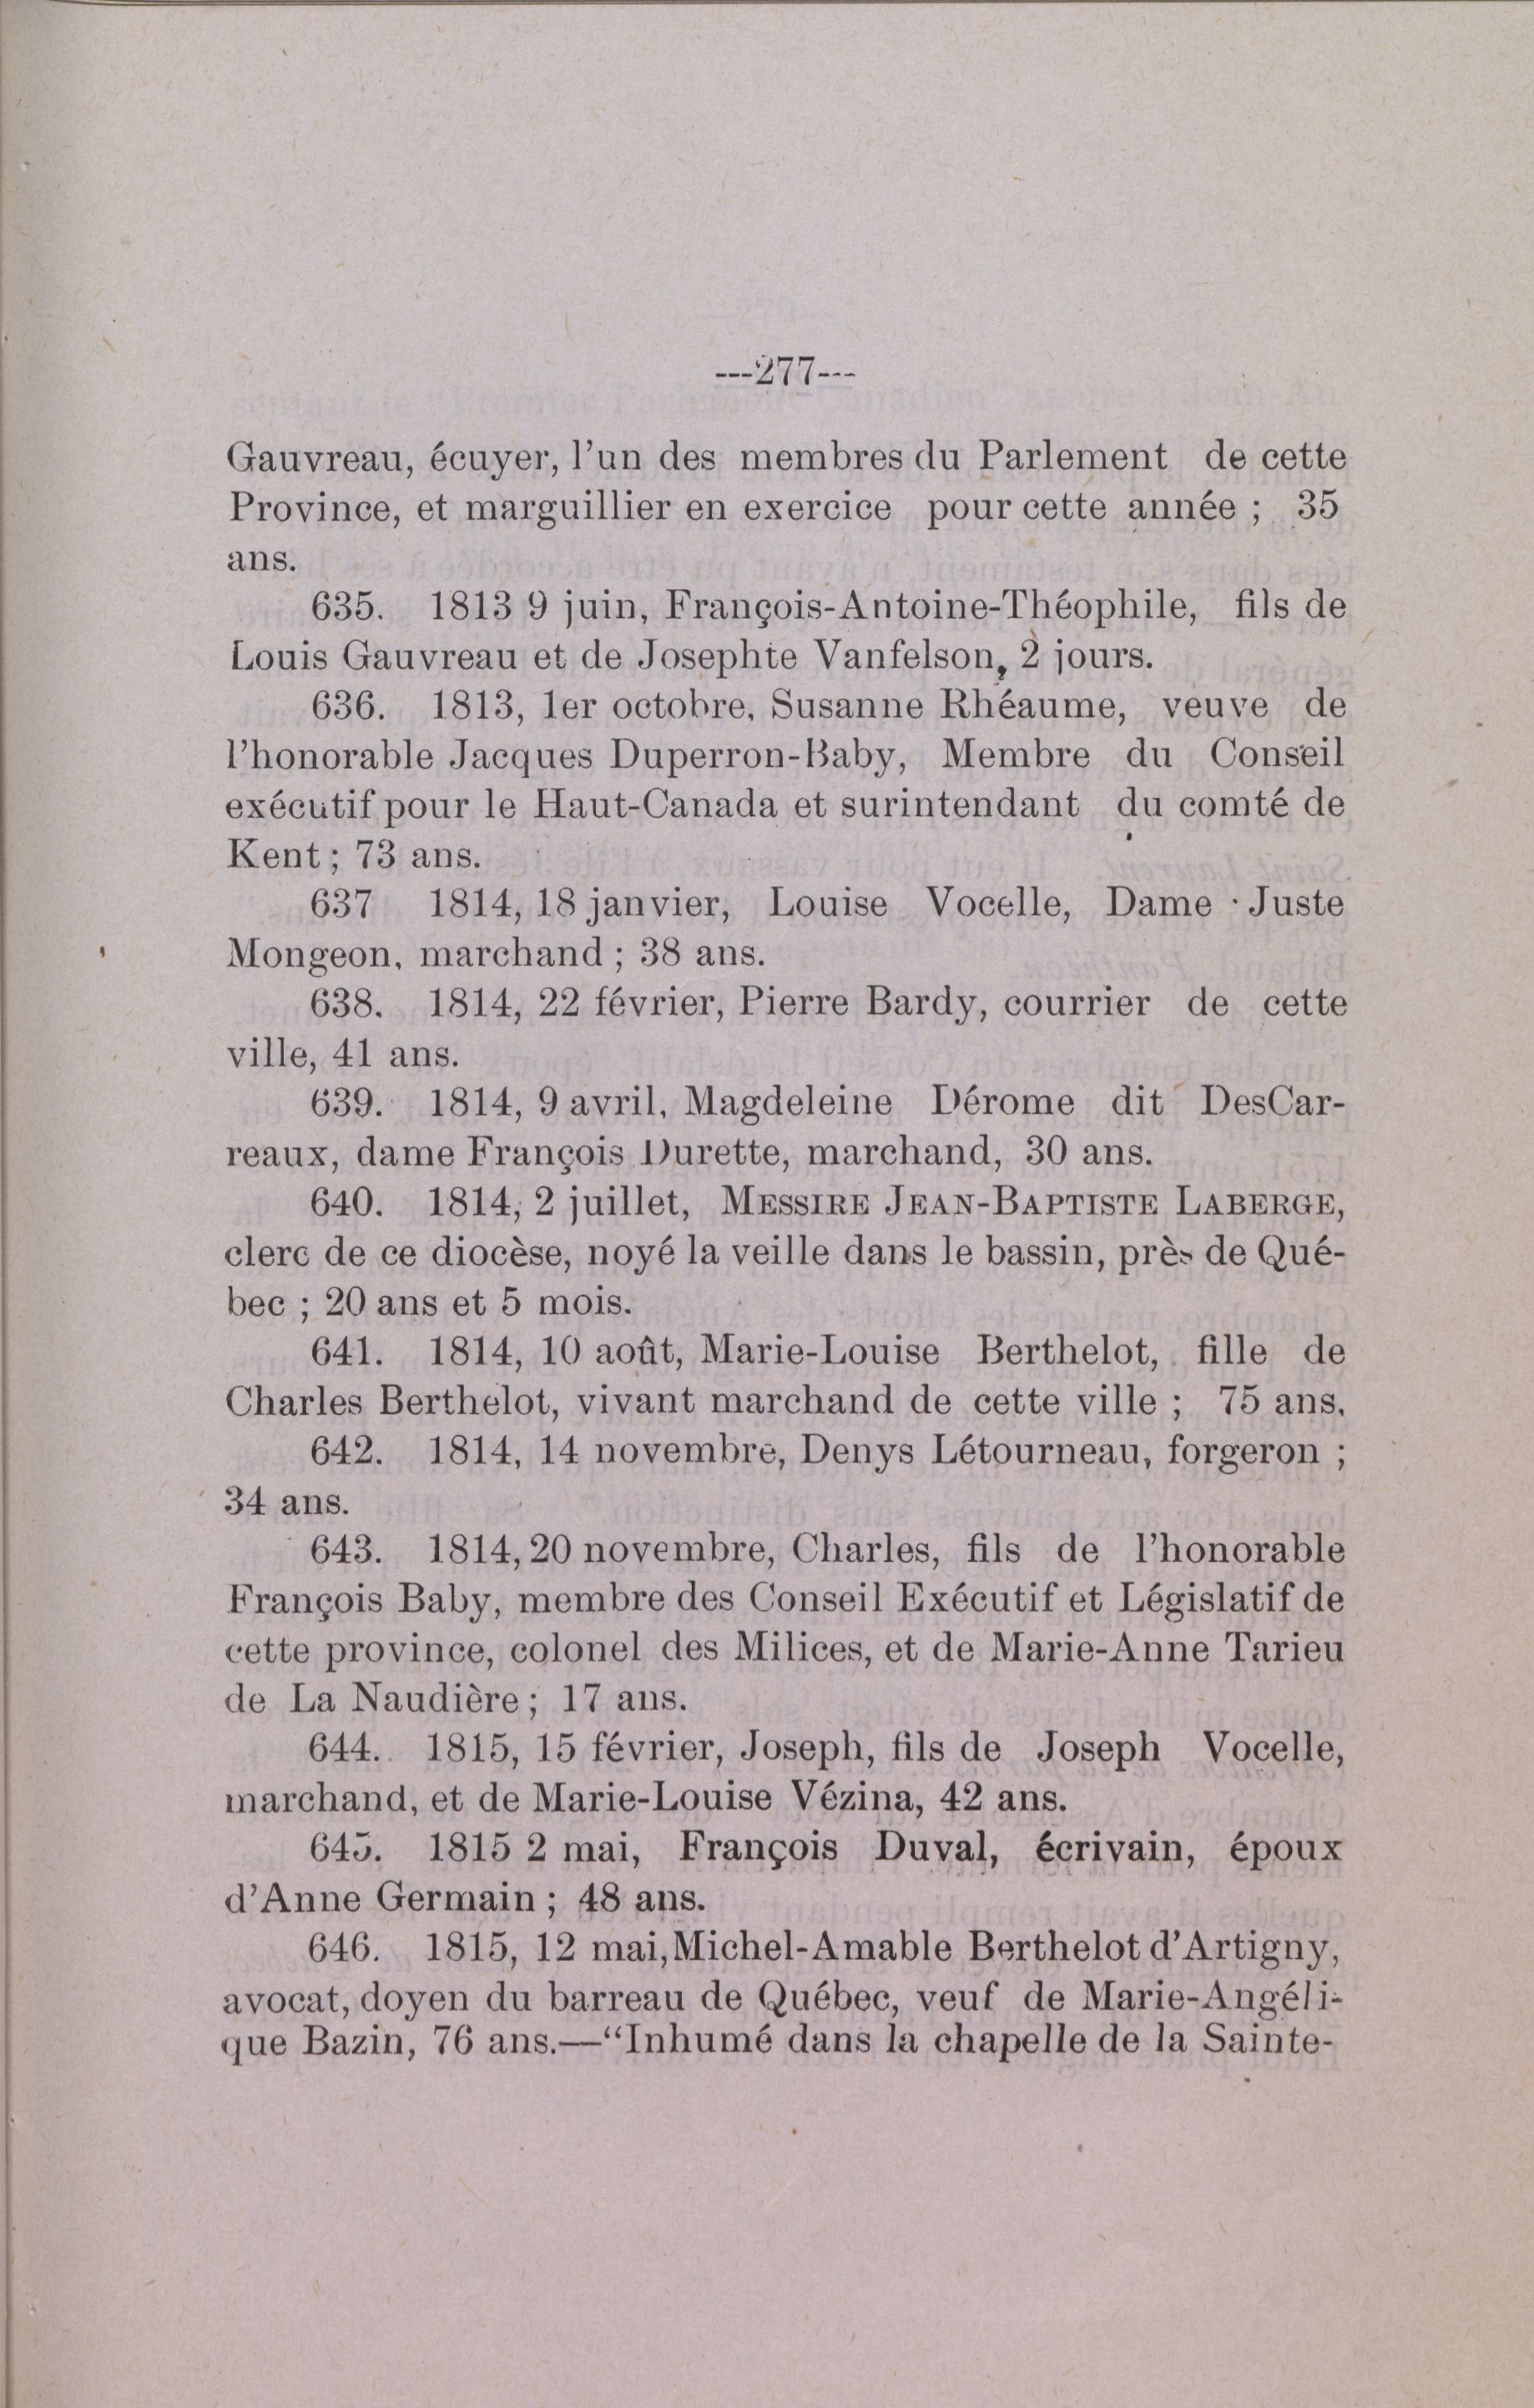 ---277---
Gauvreau, écuyer, l'un des membres du Parlement de cette
Province, et marguillier en exercice pour cette année ; 35
ans.
635. 1813 9 juin, François-Antoine-Théophile, fils de
Louis Gauvreau et de Josephte Vanfelson, 2 jours.
636. 1813, 1er octobre, Susanne Rhéaume, veuve de
l'honorable Jacques Duperron-Baby, Membre du Conseil
exécutif pour le Haut-Canada et surintendant du comté de
Kent ; 73 ans.
637 1814, 18 janvier, Louise Vocelle, Dame Juste
Mongeon, marchand ; 38 ans.
638. 1814, 22 février, Pierre Bardy, courrier de cette
ville, 41 ans.
639. 1814, 9 avril, Magdeleine Dérome dit DesCar-
reaux, dame François Durette, marchand, 30 ans.
640. 1814, 2 juillet, MESSIRE JEAN-BAPTISTE LABERGE,
clerc de ce diocèse, noyé la veille dans le bassin, près de Qué-
bec ; 20 ans et 5 mois.
641. 1814, 10 août, Marie-Louise Berthelot, fille de
Charles Berthelot, vivant marchand de cette ville ; 75 ans.
642. 1814, 14 novembre, Denys Létourneau, forgeron ;
34 ans.
643. 1814, 20 novembre, Charles, fils de l'honorable
François Baby, membre des Conseil Exécutif et Législatif de
cette province, colonel des Milices, et de Marie-Anne Tarieu
de La Naudière ; 17 ans.
644. 1815, 15 février, Joseph, fils de Joseph Vocelle,
marchand, et de Marie-Louise Vézina, 42 ans.
645. 1815 2 mai, François Duval, écrivain, époux
d'Anne Germain ; 48 ans.
646. 1815, 12 mai, Michel-Amable Berthelot d'Artigny,
avocat, doyen du barreau de Québec, veuf de Marie-Angéli-
que Bazin, 76 ans.—"Inhumé dans la chapelle de la Sainte-